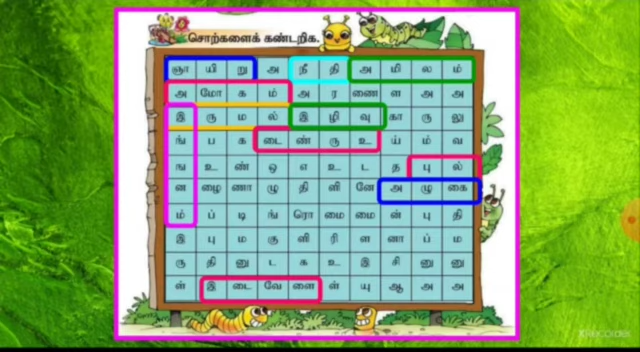 சொற்களைக் கண்டறிக.
ஞா யி று அ நீ தி அ மி ல ம்
அ மோ க ம் அ ர ணை ள அ அ
இ ரு ம ல் இ ழி வு கா ரு லு
ங் ப க டை ண் ரு உ ய் ம் வ
ங உ ண் ஒ எ உ ட த பு ல்
ன ழை ணா ழு தி ளி னே அ ழு கை
ம் ப் டி ங் ரொ மை மை ன் பு தி
இ பு ம கு ளி ரி ள னா ப் ம
ரு தி னு ட க உ இ சி னு னு
ன் இ டை வே ளை ன் யு ஆ அ அ